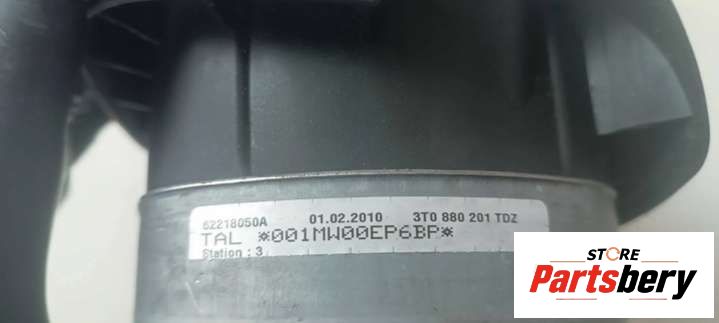 62218050A 01.02.2010 3T0 880 201 TDZ
TAL *001MW00EP6BP*
Station : 3
STORE
Partsbery